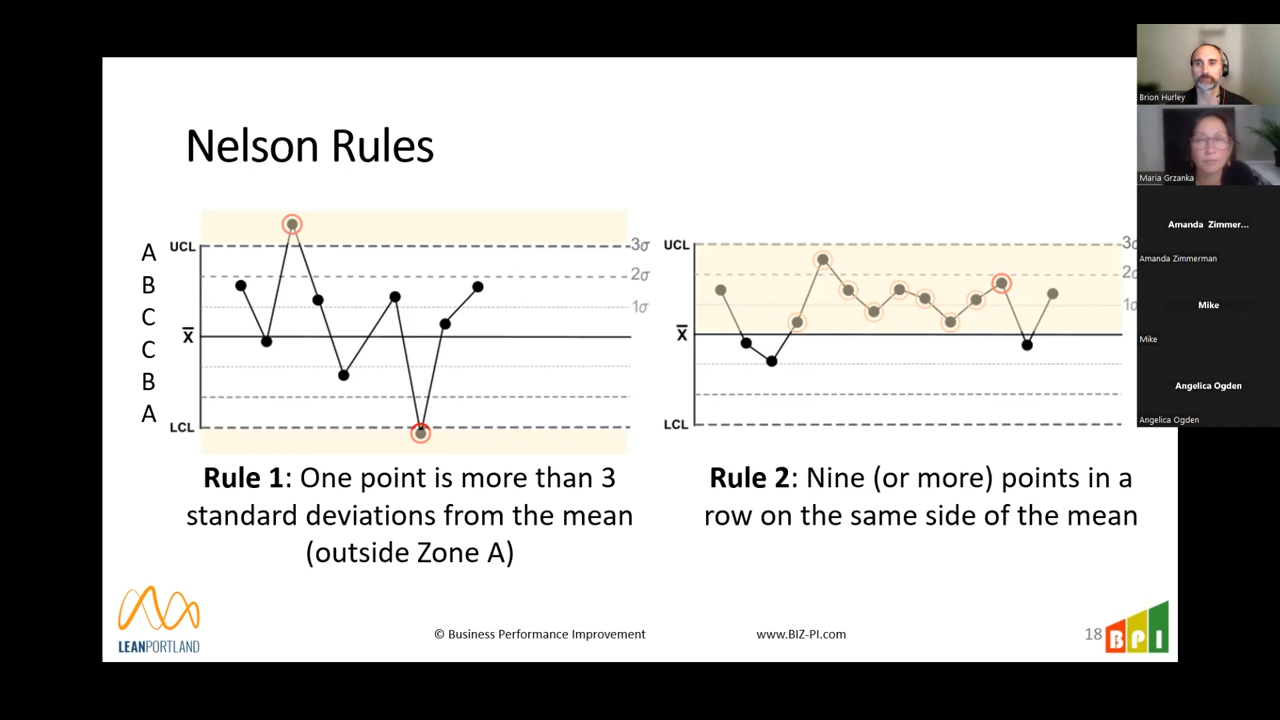 Nelson Rules
A
B
C
C
B
A
UCL
X
LCL
3σ
2σ
1σ
UCL
X
LCL
3σ
2σ
1σ
Rule 1: One point is more than 3
standard deviations from the mean
(outside Zone A)
Rule 2: Nine (or more) points in a
row on the same side of the mean
LEANPORTLAND
© Business Performance Improvement
www.BIZ-PI.com
18
BPI
Brion Hurley
Maria Grzanka
Amanda Zimmer...
Amanda Zimmerman
Mike
Mike
Angelica Ogden
Angelica Ogden